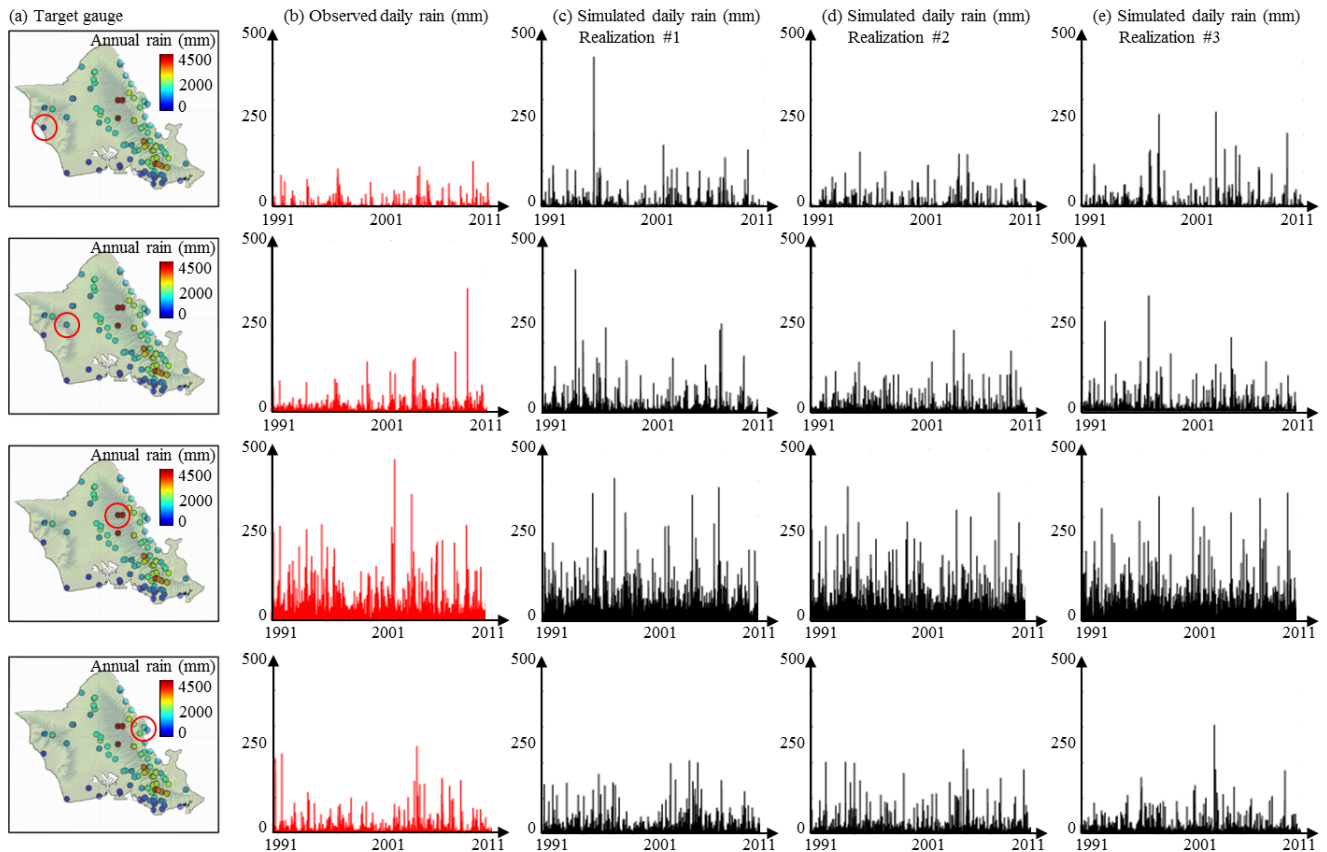 (a) Target gauge
(b) Observed daily rain (mm)
(c) Simulated daily rain (mm)
Realization #1
(d) Simulated daily rain (mm)
Realization #2
(e) Simulated daily rain (mm)
Realization #3
Annual rain (mm)
4500
2000
0
500
250
0
1991 2001 2011
500
250
0
1991 2001 2011
500
250
0
1991 2001 2011
500
250
0
1991 2001 2011
Annual rain (mm)
4500
2000
0
500
250
0
1991 2001 2011
500
250
0
1991 2001 2011
500
250
0
1991 2001 2011
500
250
0
1991 2001 2011
Annual rain (mm)
4500
2000
0
500
250
0
1991 2001 2011
500
250
0
1991 2001 2011
500
250
0
1991 2001 2011
500
250
0
1991 2001 2011
Annual rain (mm)
4500
2000
0
500
250
0
1991 2001 2011
500
250
0
1991 2001 2011
500
250
0
1991 2001 2011
500
250
0
1991 2001 2011